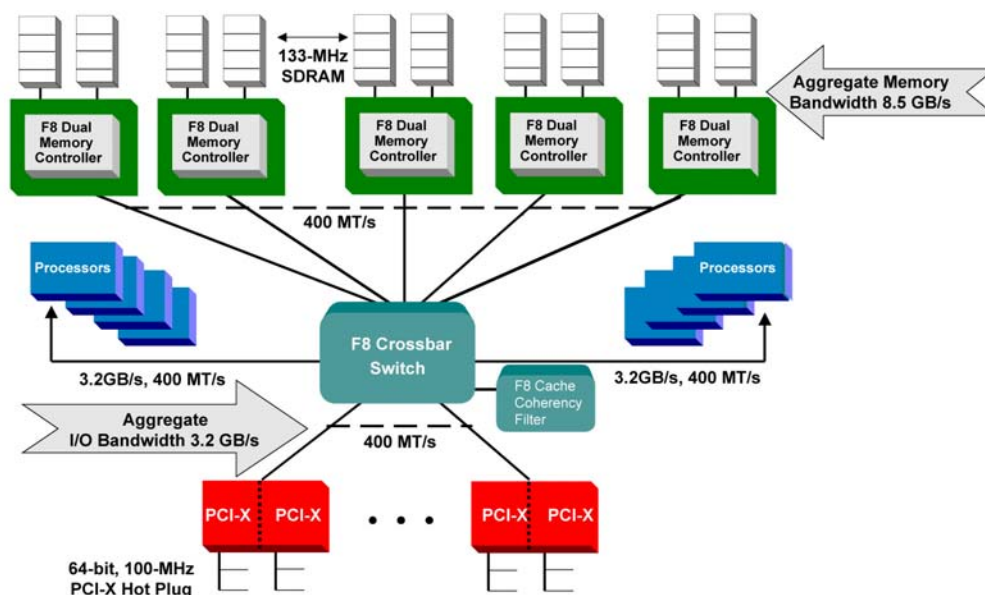 133-MHz
SDRAM
Aggregate Memory
Bandwidth 8.5 GB/s
F8 Dual
Memory
Controller
F8 Dual
Memory
Controller
F8 Dual
Memory
Controller
F8 Dual
Memory
Controller
F8 Dual
Memory
Controller
400 MT/s
Processors
Processors
F8 Crossbar
Switch
3.2GB/s, 400 MT/s
3.2GB/s, 400 MT/s
F8 Cache
Coherency
Filter
Aggregate
I/O Bandwidth 3.2 GB/s
400 MT/s
PCI-X
PCI-X
PCI-X
PCI-X
64-bit, 100-MHz
PCI-X Hot Plug